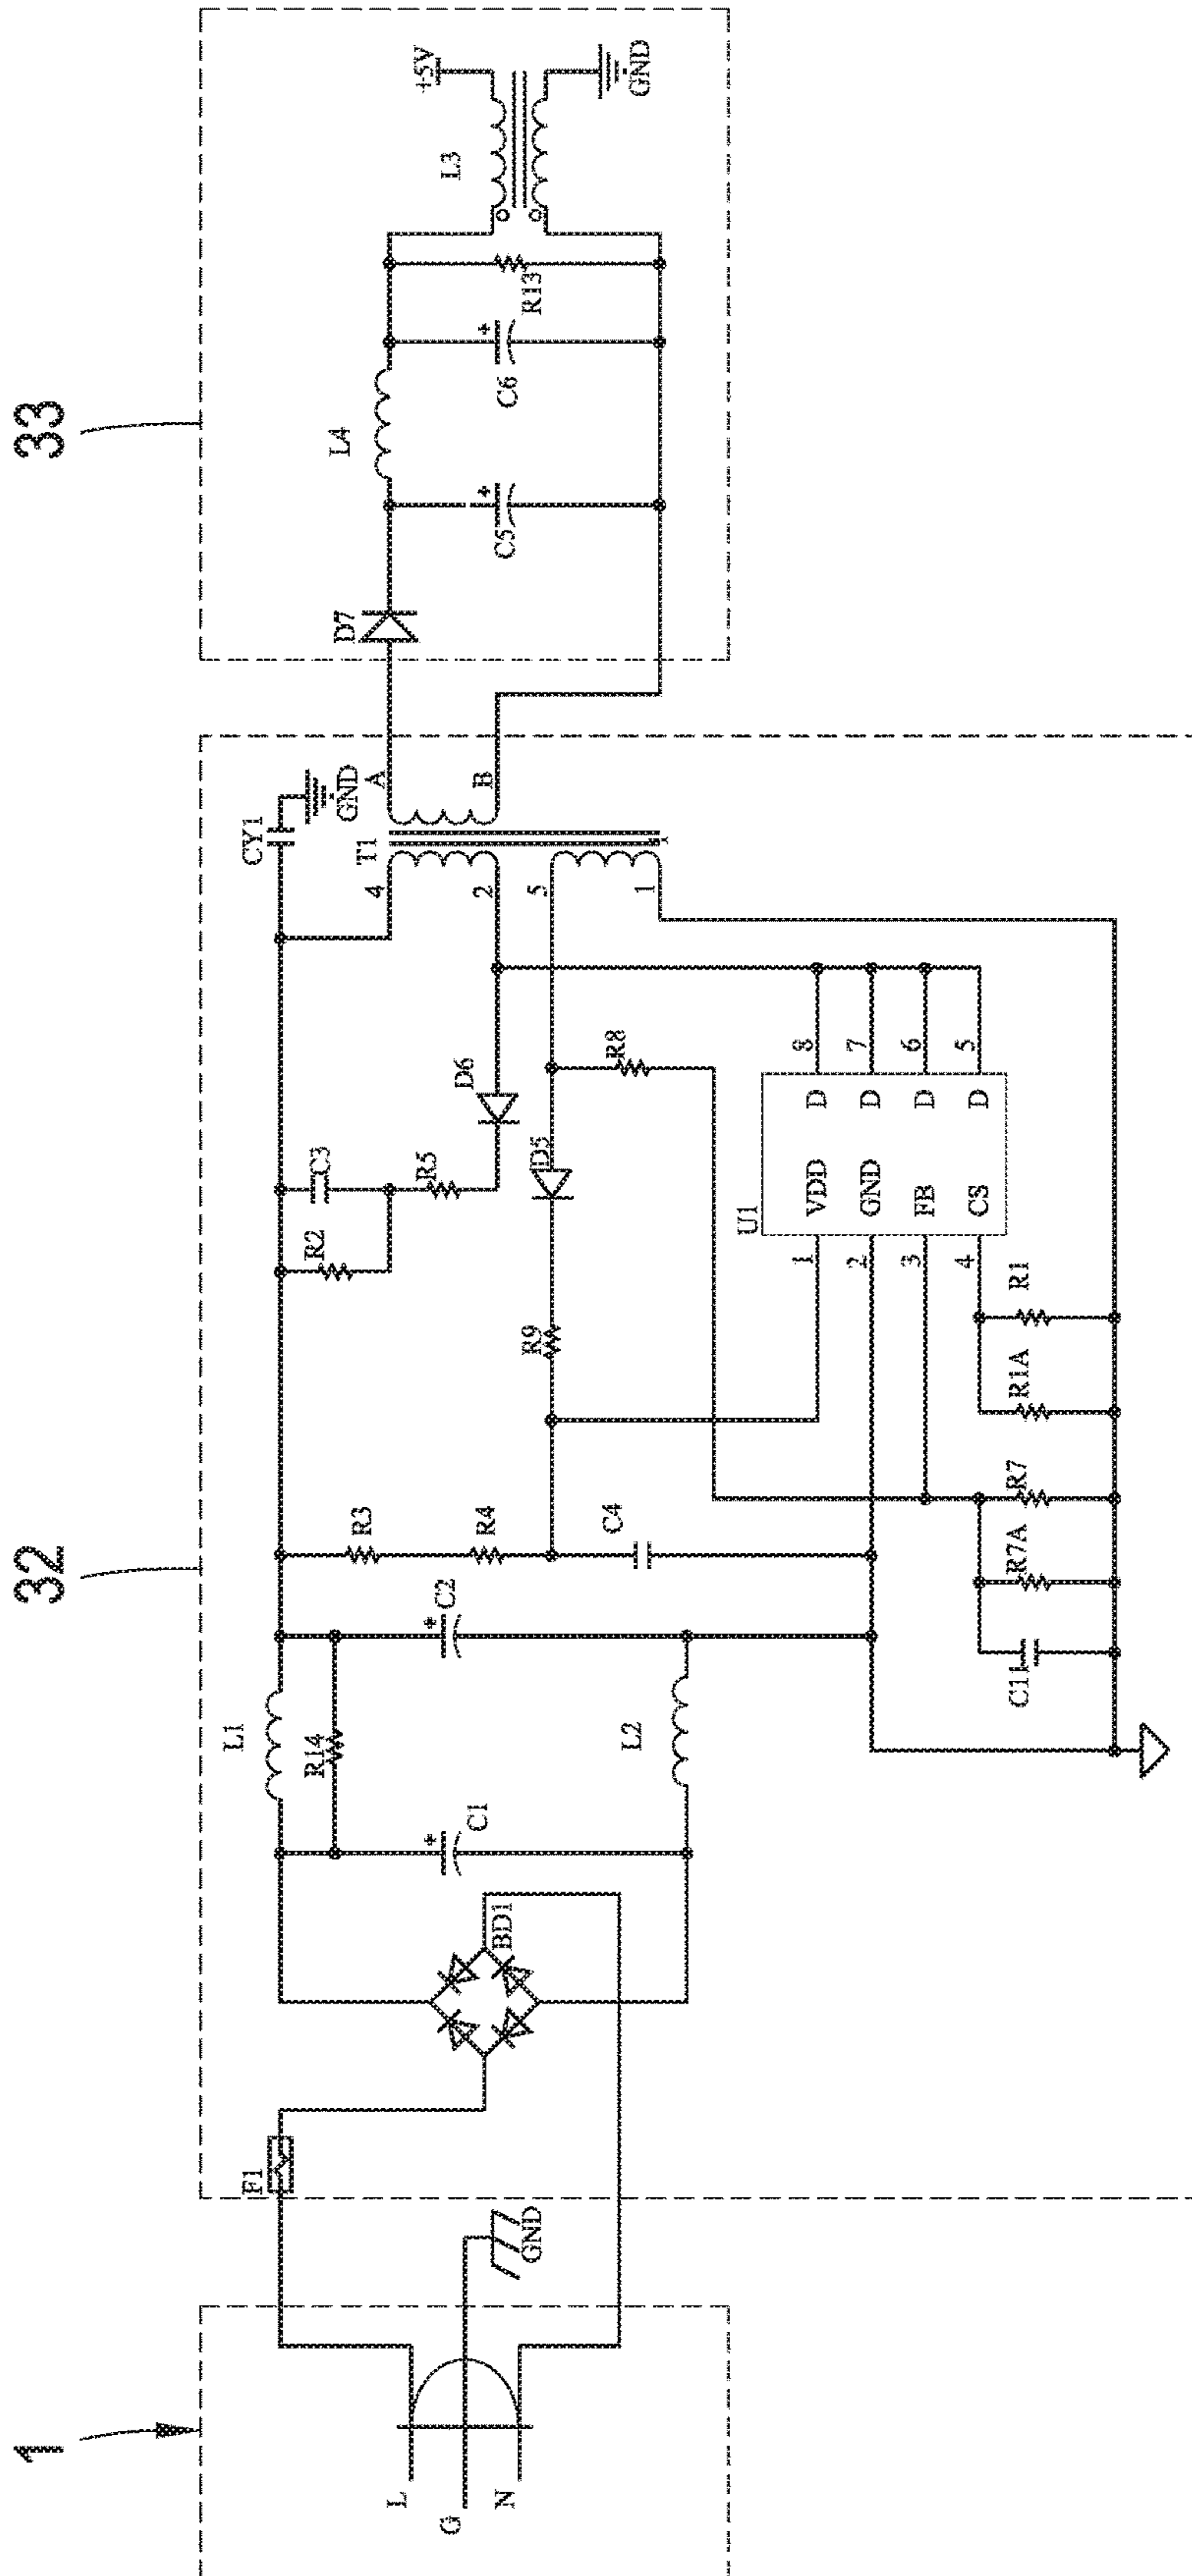 1
32
33
L
G
N
GND
F1
BD1
L1
R14
C1
+
C2
+
L2
R3
R4
C4
R2
C3
R5
D6
R9
D5
R8
CY1
GND
T1
4
2
5
1
A
B
U1
1
VDD
D
8
2
GND
D
7
3
FB
D
6
4
CS
D
5
C11
R7A
R7
R1A
R1
D7
C5
+
L4
C6
+
R13
L3
+5V
GND